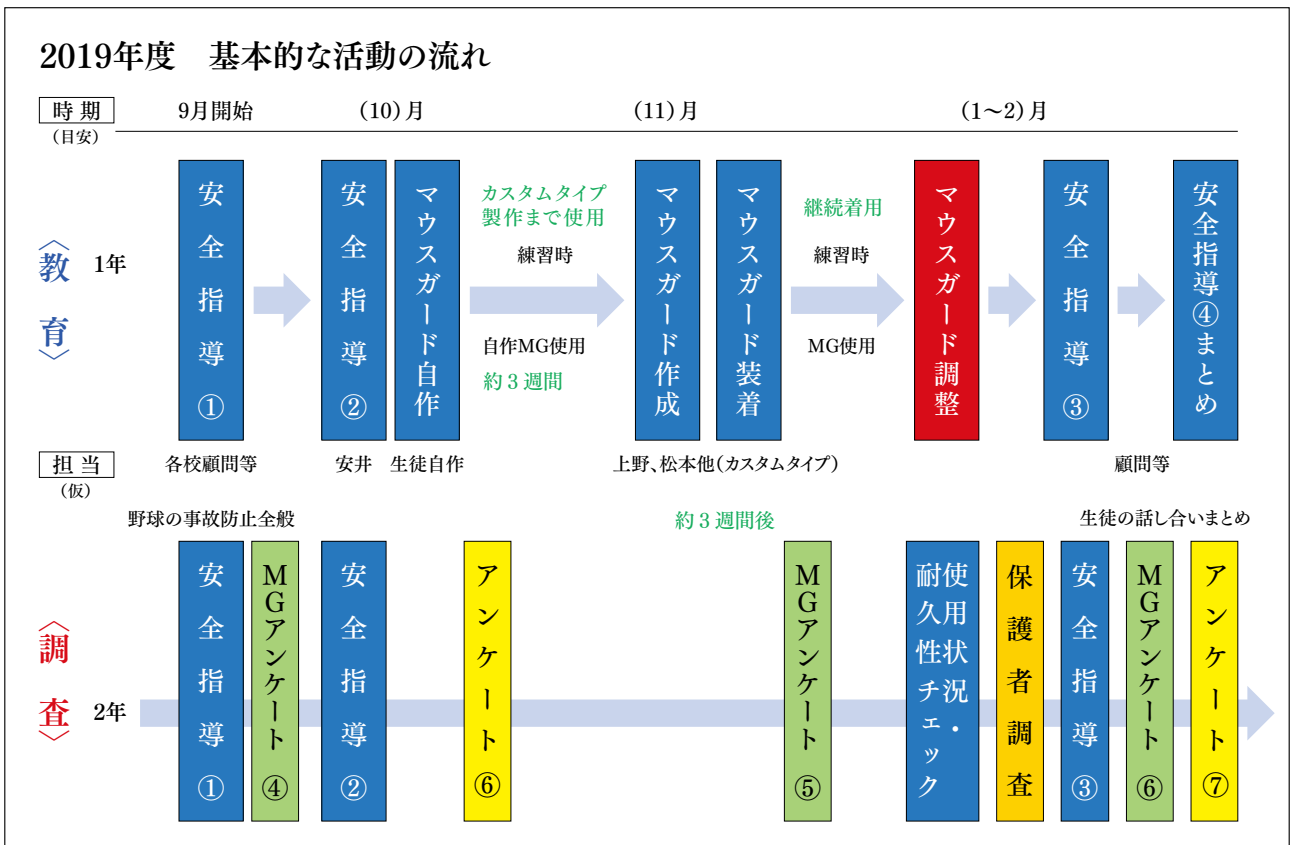 2019年度　基本的な活動の流れ
時期
(目安)
9月開始
(10)月
(11)月
(1〜2)月
〈教育〉
1年
安全指導①
安全指導②
マウスガード自作
カスタムタイプ
製作まで使用
練習時
自作MG使用
約3週間
マウスガード作成
マウスガード装着
継続着用
練習時
MG使用
マウスガード調整
安全指導③
安全指導④まとめ
担当
(仮)
各校顧問等
安井
生徒自作
上野、松本他(カスタムタイプ)
顧問等
野球の事故防止全般
約3週間後
生徒の話し合いまとめ
〈調査〉
2年
安全指導①
MGアンケート④
安全指導②
アンケート⑥
MGアンケート⑤
使用状況・
耐久性チェック
保護者調査
安全指導③
MGアンケート⑥
アンケート⑦